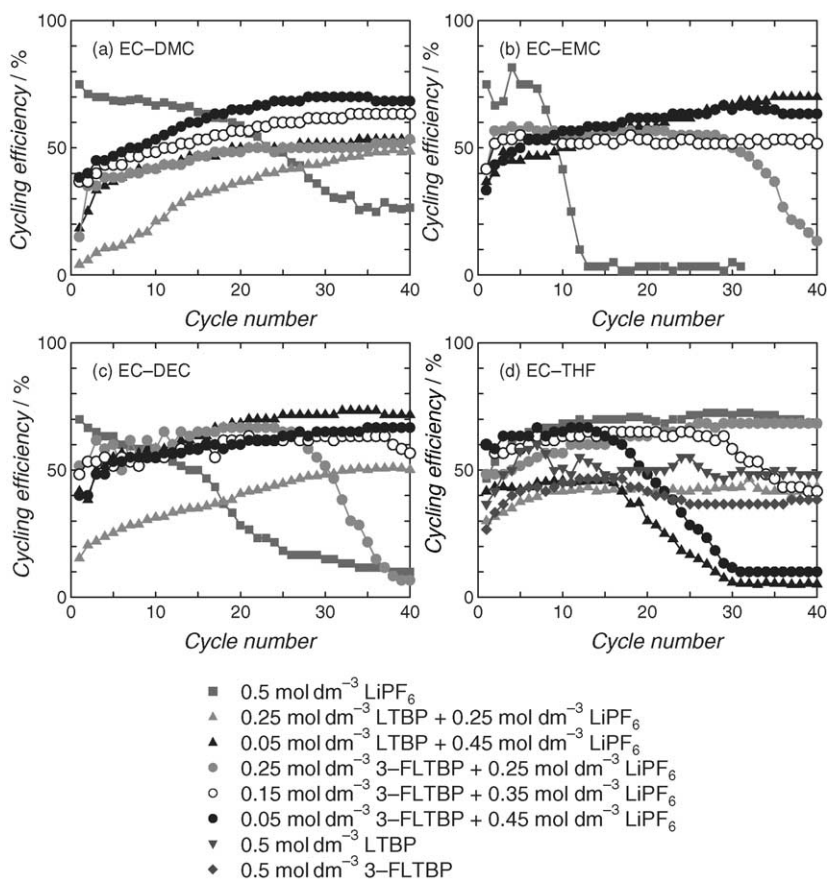 100
(a) EC–DMC
Cycling efficiency / %
50
0
0
10
20
30
40
Cycle number
100
(b) EC–EMC
Cycling efficiency / %
50
0
0
10
20
30
40
Cycle number
100
(c) EC–DEC
Cycling efficiency / %
50
0
0
10
20
30
40
Cycle number
100
(d) EC–THF
Cycling efficiency / %
50
0
0
10
20
30
40
Cycle number
0.5 mol dm⁻³ LiPF₆
0.25 mol dm⁻³ LTBP + 0.25 mol dm⁻³ LiPF₆
0.05 mol dm⁻³ LTBP + 0.45 mol dm⁻³ LiPF₆
0.25 mol dm⁻³ 3–FLTBP + 0.25 mol dm⁻³ LiPF₆
0.15 mol dm⁻³ 3–FLTBP + 0.35 mol dm⁻³ LiPF₆
0.05 mol dm⁻³ 3–FLTBP + 0.45 mol dm⁻³ LiPF₆
0.5 mol dm⁻³ LTBP
0.5 mol dm⁻³ 3–FLTBP